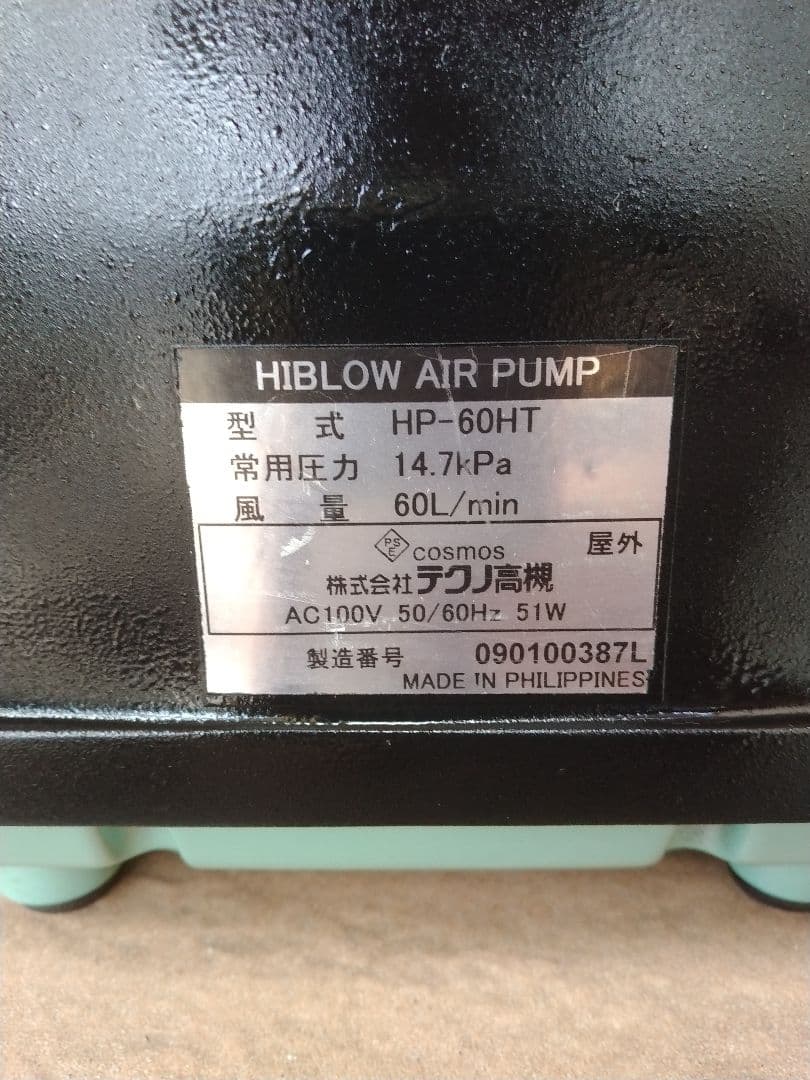 HIBLOW AIR PUMP
型式 HP-60HT
常用圧力 14.7kPa
風量 60L/min
PSE cosmos 屋外
株式会社テクノ高槻
AC100V 50/60Hz 51W
製造番号 090100387L
MADE IN PHILIPPINES